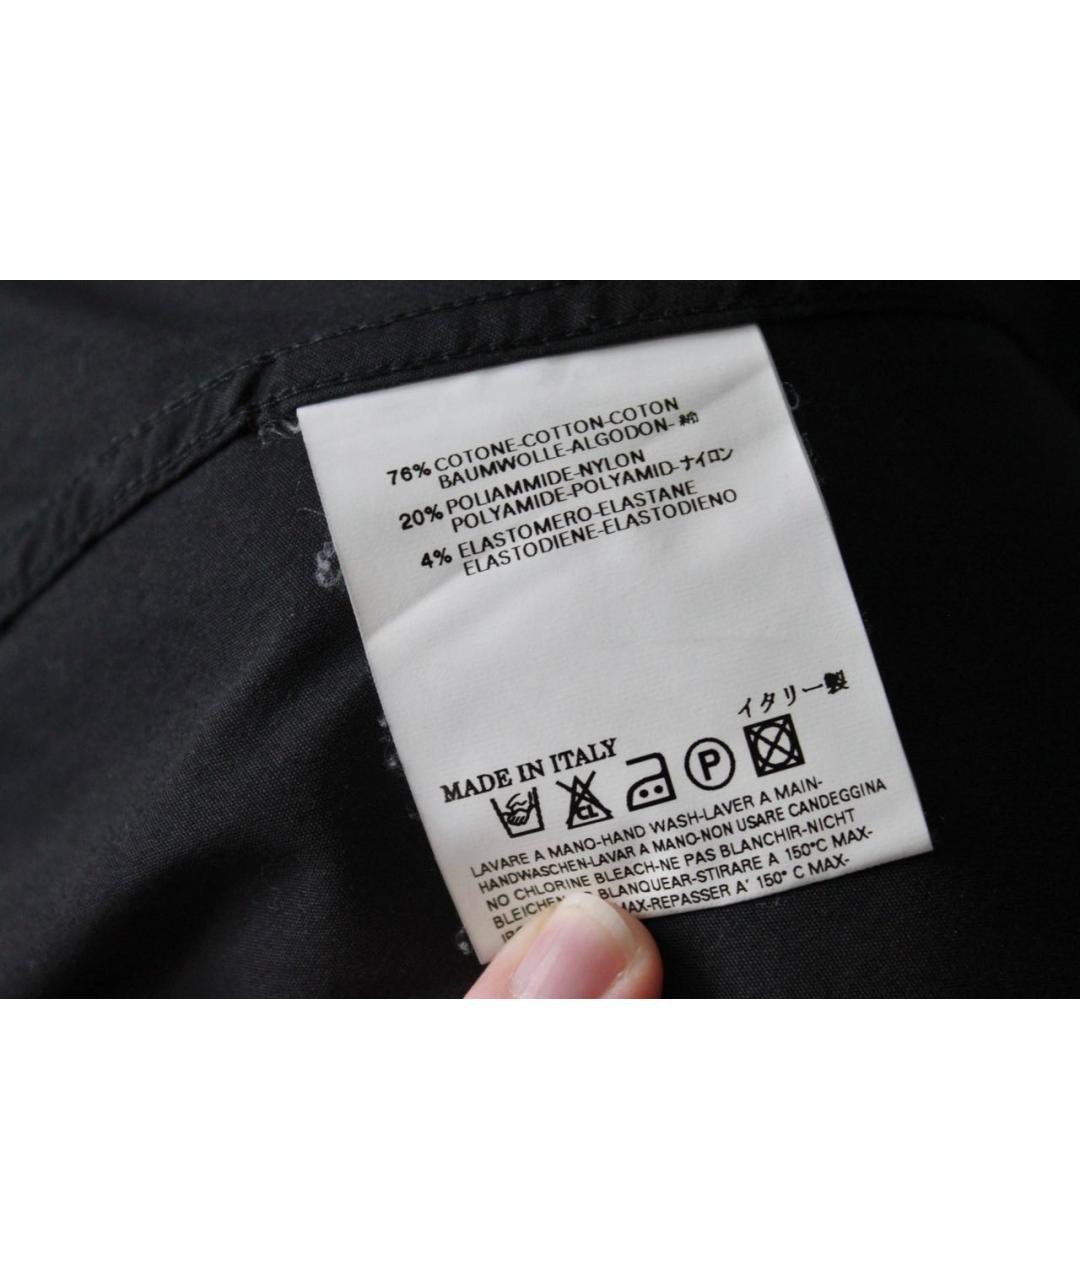 76% COTONE-COTTON-COTON
BAUMWOLLE-ALGODON-綿
20% POLIAMMIDE-NYLON
POLYAMIDE-POLYAMID-ナイロン
4% ELASTOMERO-ELASTANE
ELASTODIENE-ELASTODIENO
イタリー製
MADE IN ITALY
CL P
LAVARE A MANO-HAND WASH-LAVER A MAIN-
HANDWASCHEN-LAVAR A MANO-NON USARE CANDEGGINA
NO CHLORINE BLEACH-NE PAS BLANCHIR-NICHT
BLEICHEN BLANQUEAR-STIRARE A 150°C MAX-
MAX-REPASSER A' 150° C MAX-